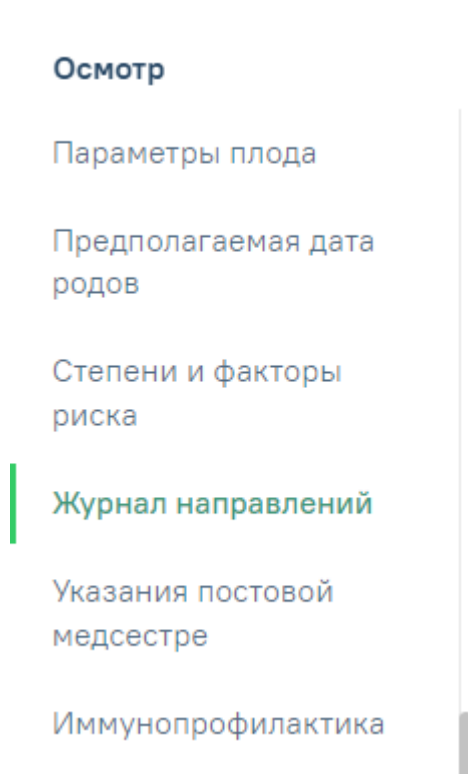 Осмотр
Параметры плода
Предполагаемая дата
родов
Степени и факторы
риска
Журнал направлений
Указания постовой
медсестре
Иммунопрофилактика